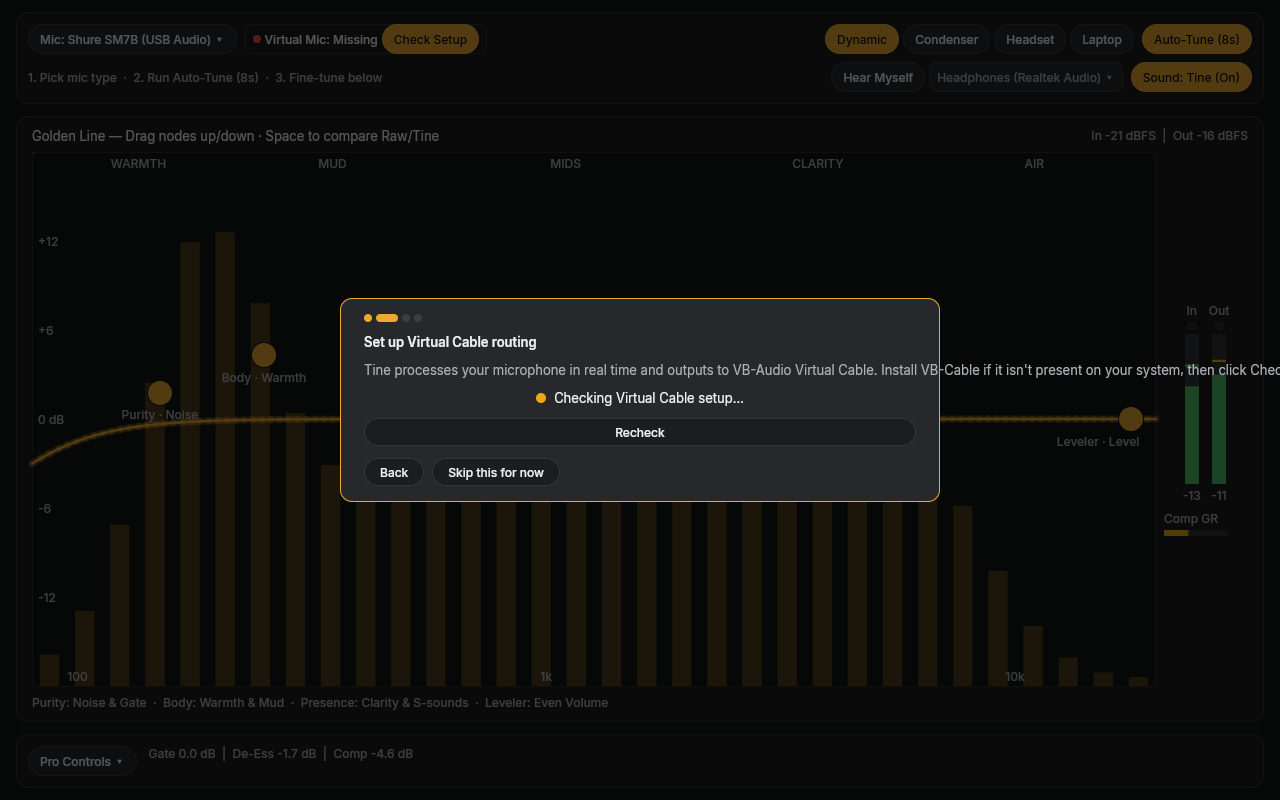 Mic: Shure SM7B (USB Audio) ▾
Virtual Mic: Missing
Check Setup
Dynamic
Condenser
Headset
Laptop
Auto-Tune (8s)
1. Pick mic type · 2. Run Auto-Tune (8s) · 3. Fine-tune below
Hear Myself
Headphones (Realtek Audio) ▾
Sound: Tine (On)
Golden Line — Drag nodes up/down · Space to compare Raw/Tine
In -21 dBFS | Out -16 dBFS
WARMTH
MUD
MIDS
CLARITY
AIR
+12
+6
0 dB
-6
-12
Body · Warmth
Purity · Noise
Leveler · Level
Set up Virtual Cable routing
Tine processes your microphone in real time and outputs to VB-Audio Virtual Cable. Install VB-Cable if it isn't present on your system, then click Chec
Checking Virtual Cable setup...
Recheck
Back
Skip this for now
In
Out
-13
-11
Comp GR
100
1k
10k
Purity: Noise & Gate · Body: Warmth & Mud · Presence: Clarity & S-sounds · Leveler: Even Volume
Pro Controls ▾
Gate 0.0 dB | De-Ess -1.7 dB | Comp -4.6 dB